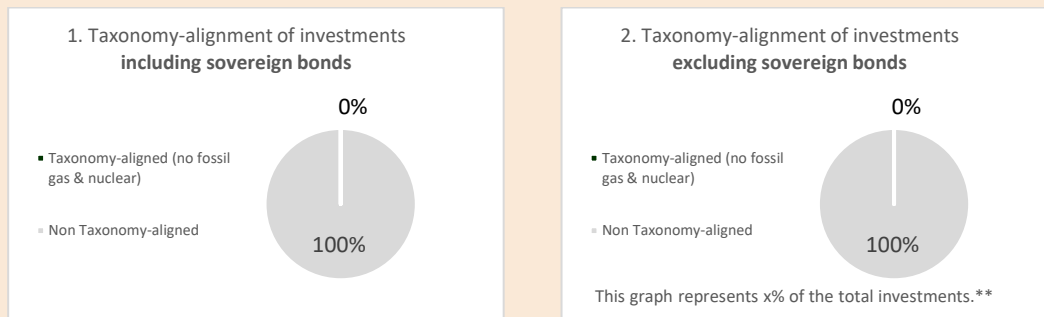 1. Taxonomy-alignment of investments
including sovereign bonds
0%
Taxonomy-aligned (no fossil
gas & nuclear)
Non Taxonomy-aligned
100%
2. Taxonomy-alignment of investments
excluding sovereign bonds
0%
Taxonomy-aligned (no fossil
gas & nuclear)
Non Taxonomy-aligned
100%
This graph represents x% of the total investments.**